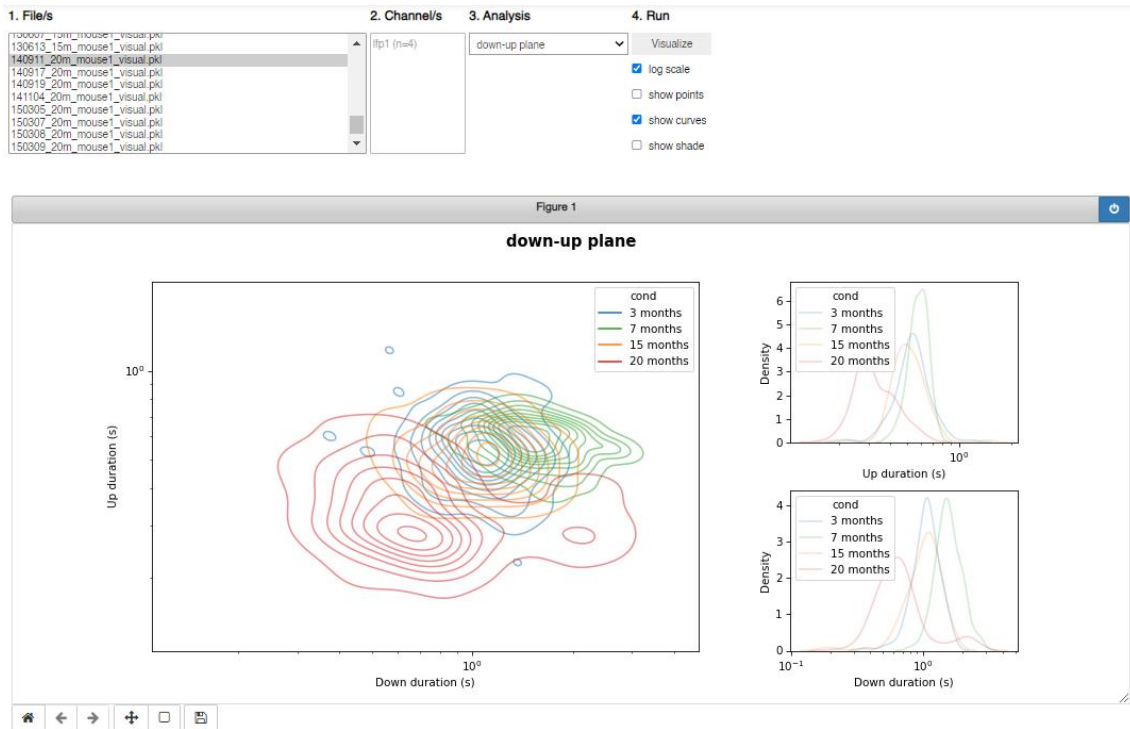 1. File/s
2. Channel/s
3. Analysis
4. Run
130613_15m_mouse1_visual.pkl
140911_20m_mouse1_visual.pkl
140917_20m_mouse1_visual.pkl
140919_20m_mouse1_visual.pkl
141104_20m_mouse1_visual.pkl
150305_20m_mouse1_visual.pkl
150307_20m_mouse1_visual.pkl
150308_20m_mouse1_visual.pkl
150309_20m_mouse1_visual.pkl
lfp1 (n=4)
down-up plane
Visualize
log scale
show points
show curves
show shade
Figure 1
down-up plane
cond
3 months
7 months
15 months
20 months
10⁰
Up duration (s)
10⁰
Down duration (s)
cond
3 months
7 months
15 months
20 months
6
5
4
3
2
1
0
Density
10⁰
Up duration (s)
cond
3 months
7 months
15 months
20 months
4
3
2
1
0
Density
10⁻¹
10⁰
Down duration (s)